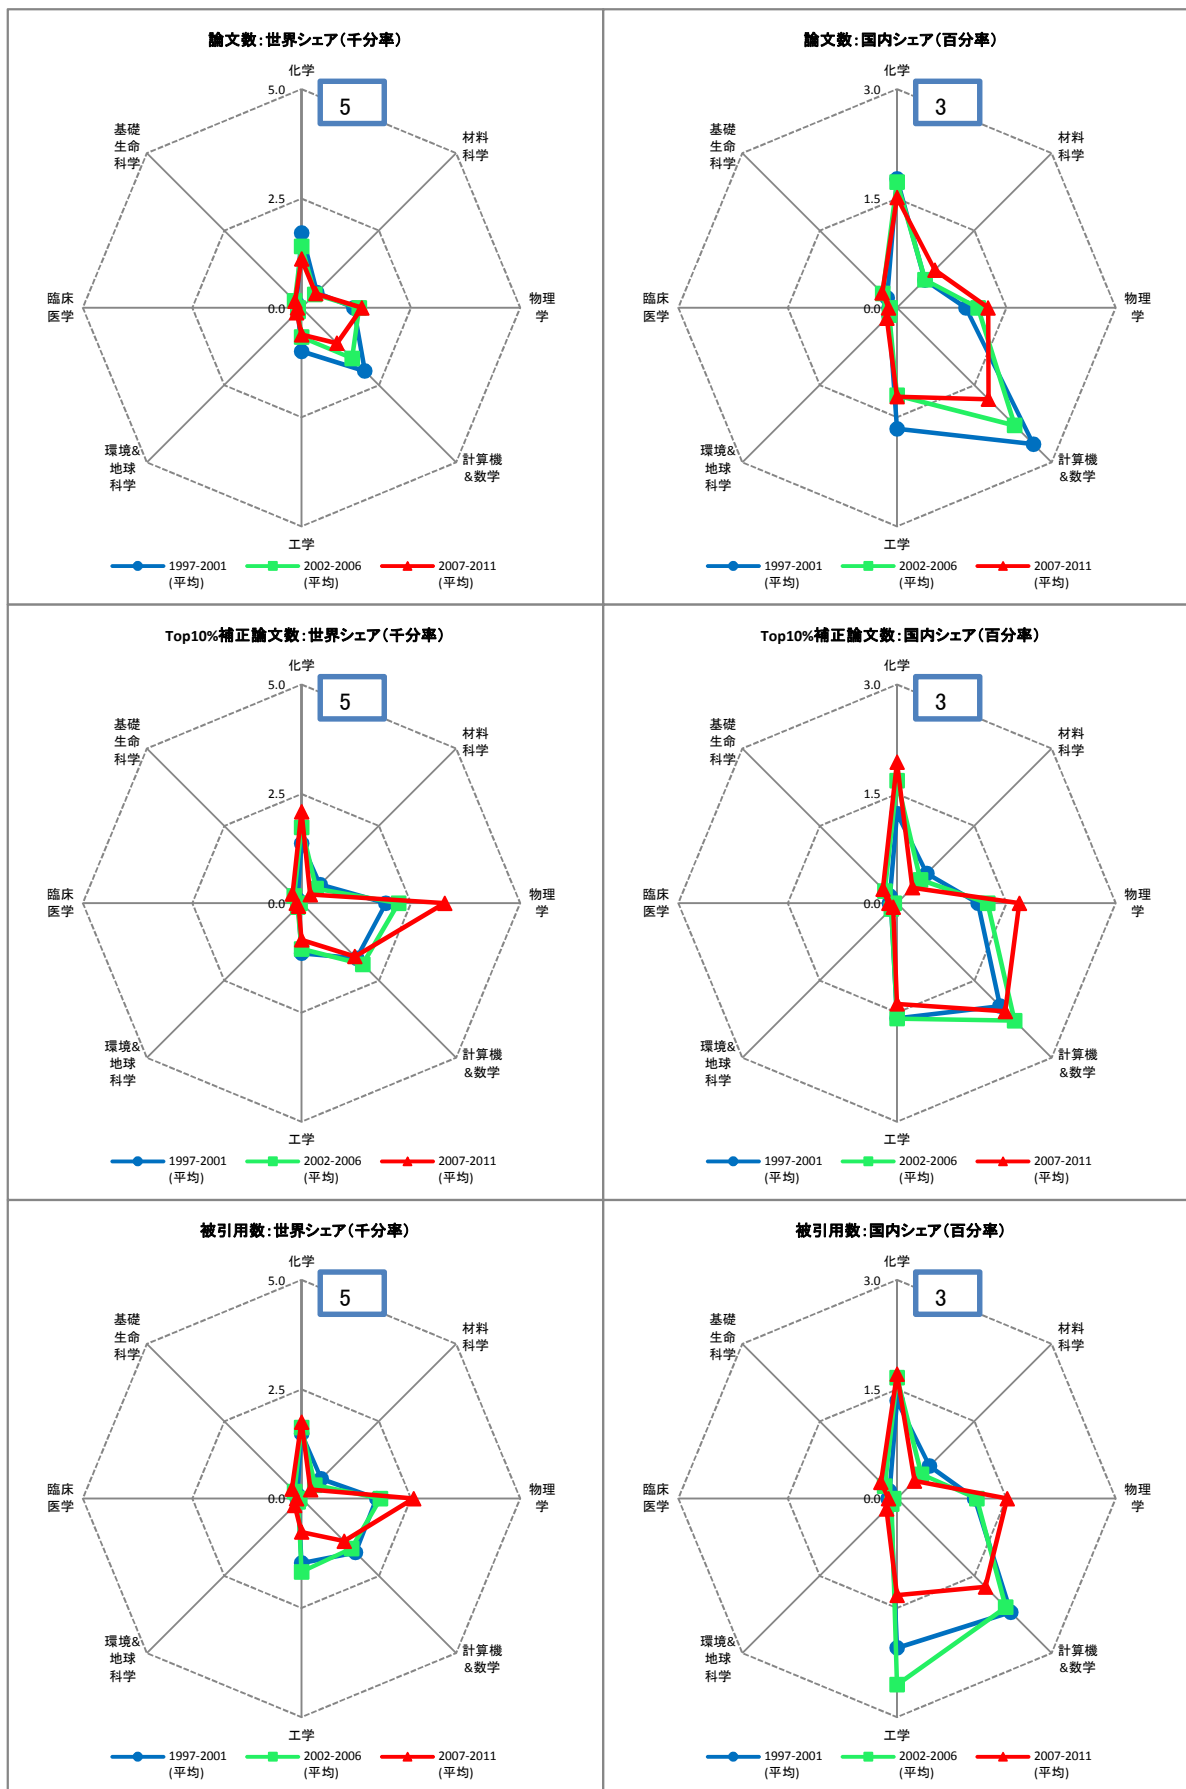 論文数：世界シェア（千分率）
化学
5.0
5
基礎
生命
科学
材料
科学
2.5
臨床
医学
0.0
物理
学
環境&
地球
科学
計算機
&数学
工学
1997-2001
(平均)
2002-2006
(平均)
2007-2011
(平均)
論文数：国内シェア（百分率）
化学
3.0
3
基礎
生命
科学
材料
科学
1.5
臨床
医学
0.0
物理
学
環境&
地球
科学
計算機
&数学
工学
1997-2001
(平均)
2002-2006
(平均)
2007-2011
(平均)
Top10%補正論文数：世界シェア（千分率）
化学
5.0
5
基礎
生命
科学
材料
科学
2.5
臨床
医学
0.0
物理
学
環境&
地球
科学
計算機
&数学
工学
1997-2001
(平均)
2002-2006
(平均)
2007-2011
(平均)
Top10%補正論文数：国内シェア（百分率）
化学
3.0
3
基礎
生命
科学
材料
科学
1.5
臨床
医学
0.0
物理
学
環境&
地球
科学
計算機
&数学
工学
1997-2001
(平均)
2002-2006
(平均)
2007-2011
(平均)
被引用数：世界シェア（千分率）
化学
5.0
5
基礎
生命
科学
材料
科学
2.5
臨床
医学
0.0
物理
学
環境&
地球
科学
計算機
&数学
工学
1997-2001
(平均)
2002-2006
(平均)
2007-2011
(平均)
被引用数：国内シェア（百分率）
化学
3.0
3
基礎
生命
科学
材料
科学
1.5
臨床
医学
0.0
物理
学
環境&
地球
科学
計算機
&数学
工学
1997-2001
(平均)
2002-2006
(平均)
2007-2011
(平均)